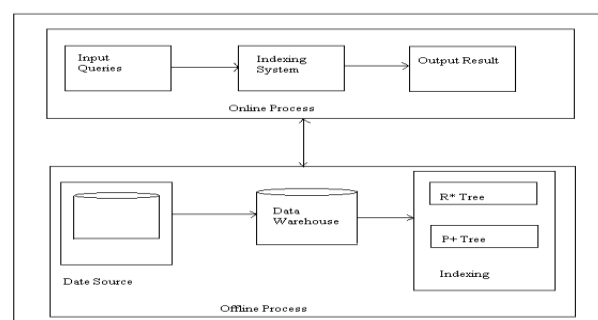 Input
Queries
Indexing
System
Output Result
Online Process
R* Tree
Data
Warehouse
P+ Tree
Indexing
Date Source
Offline Process